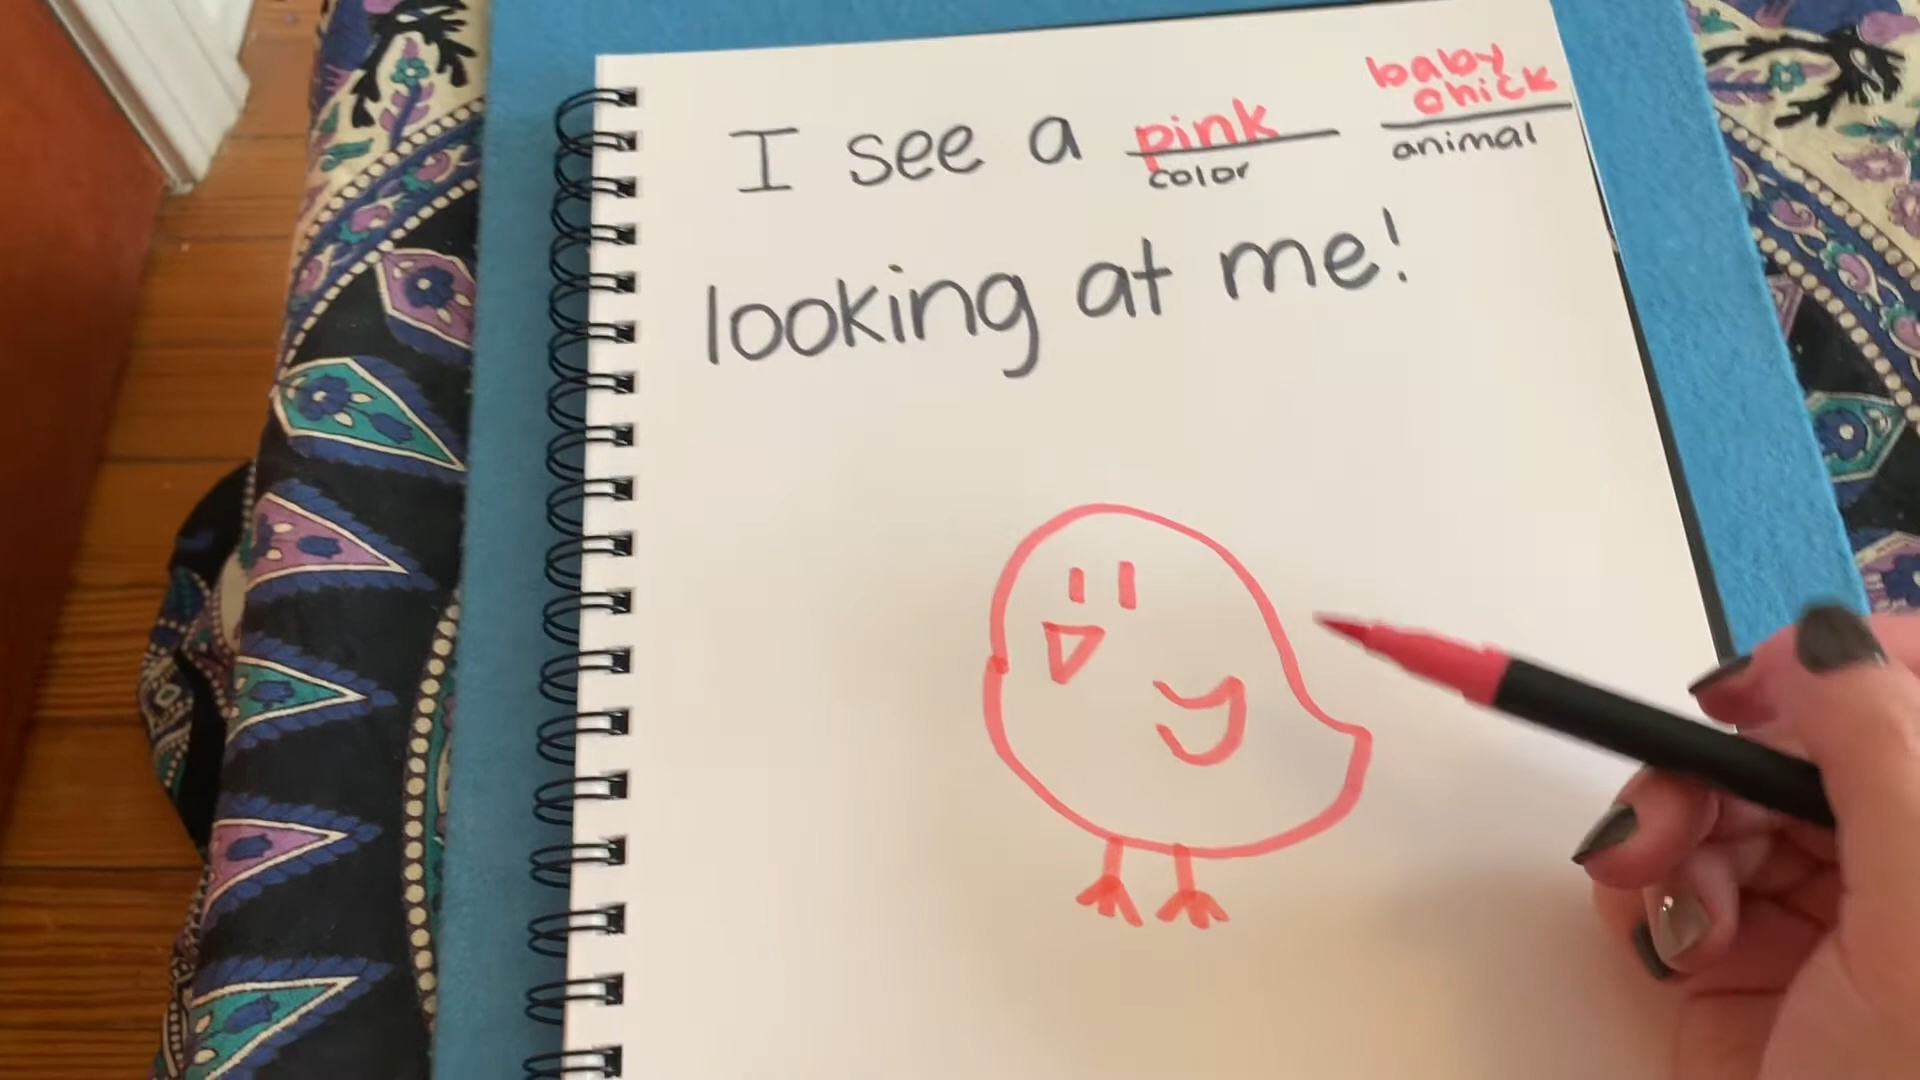 baby
chick
I see a pink
color
animal
looking at me!